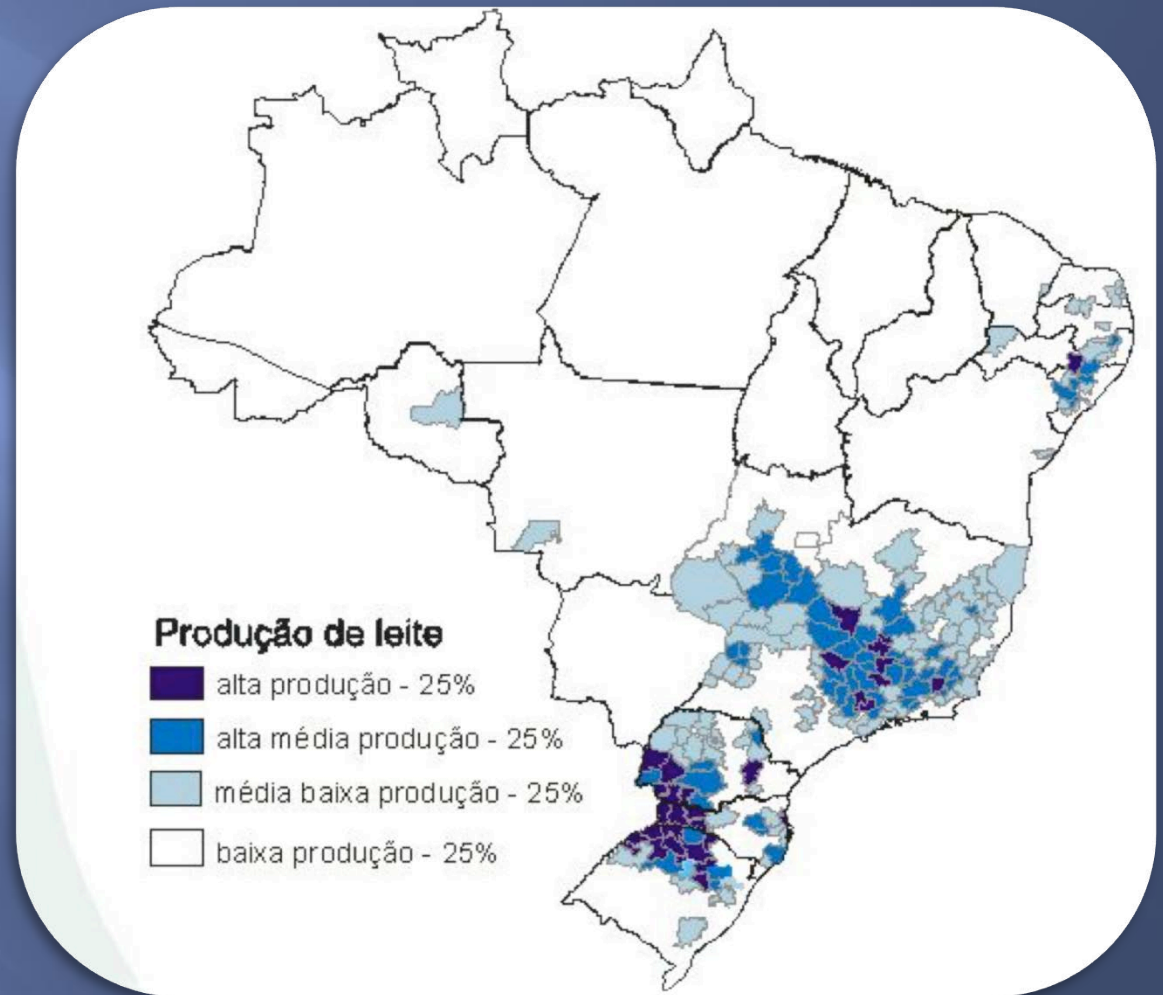 Produção de leite
alta produção - 25%
alta média produção - 25%
média baixa produção - 25%
baixa produção - 25%